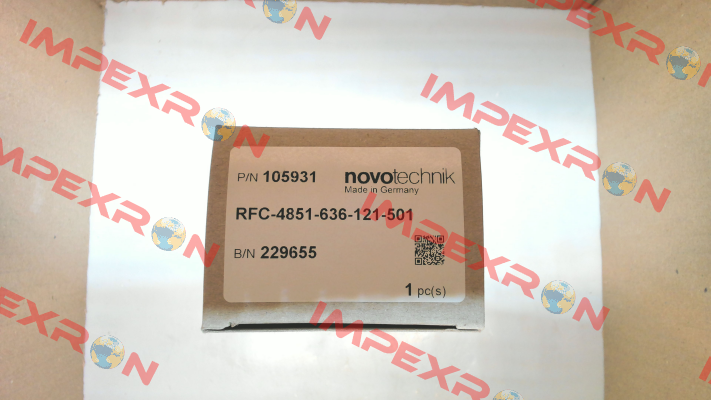 P/N 105931 novotechnik
Made in Germany
RFC-4851-636-121-501
B/N 229655
1 pc(s)
IMPEXRON
IMPEXRON
IMPEXRON
IMPEXRON
IMPEXRON
IMPEXRON
IMPEXRON